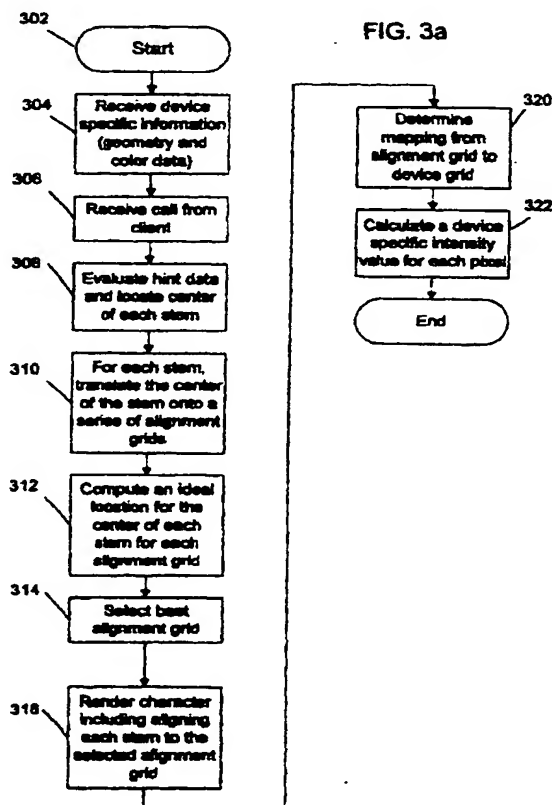 FIG. 3a
302
Start
304
Receive device
specific information
(geometry and
color data)
306
Receive call from
client
308
Evaluate hint data
and locate center
of each stem
310
For each stem,
translate the center
of the stem onto a
series of alignment
grids
312
Compute an ideal
location for the
center of each
stem for each
alignment grid
314
Select best
alignment grid
318
Render character
including aligning
each stem to the
selected alignment
grid
320
Determine
mapping from
alignment grid to
device grid
322
Calculate a device
specific intensity
value for each pixel
End